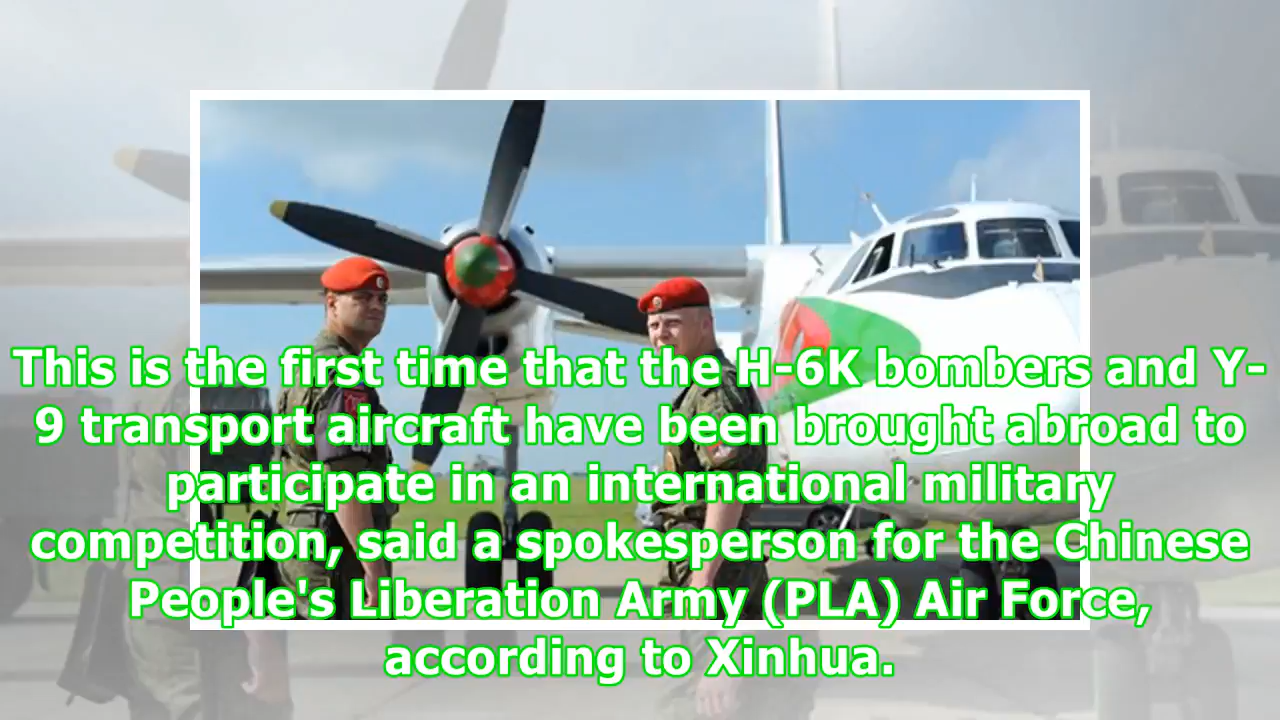 This is the first time that the H-6K bombers and Y-
9 transport aircraft have been brought abroad to
participate in an international military
competition, said a spokesperson for the Chinese
People's Liberation Army (PLA) Air Force,
according to Xinhua.